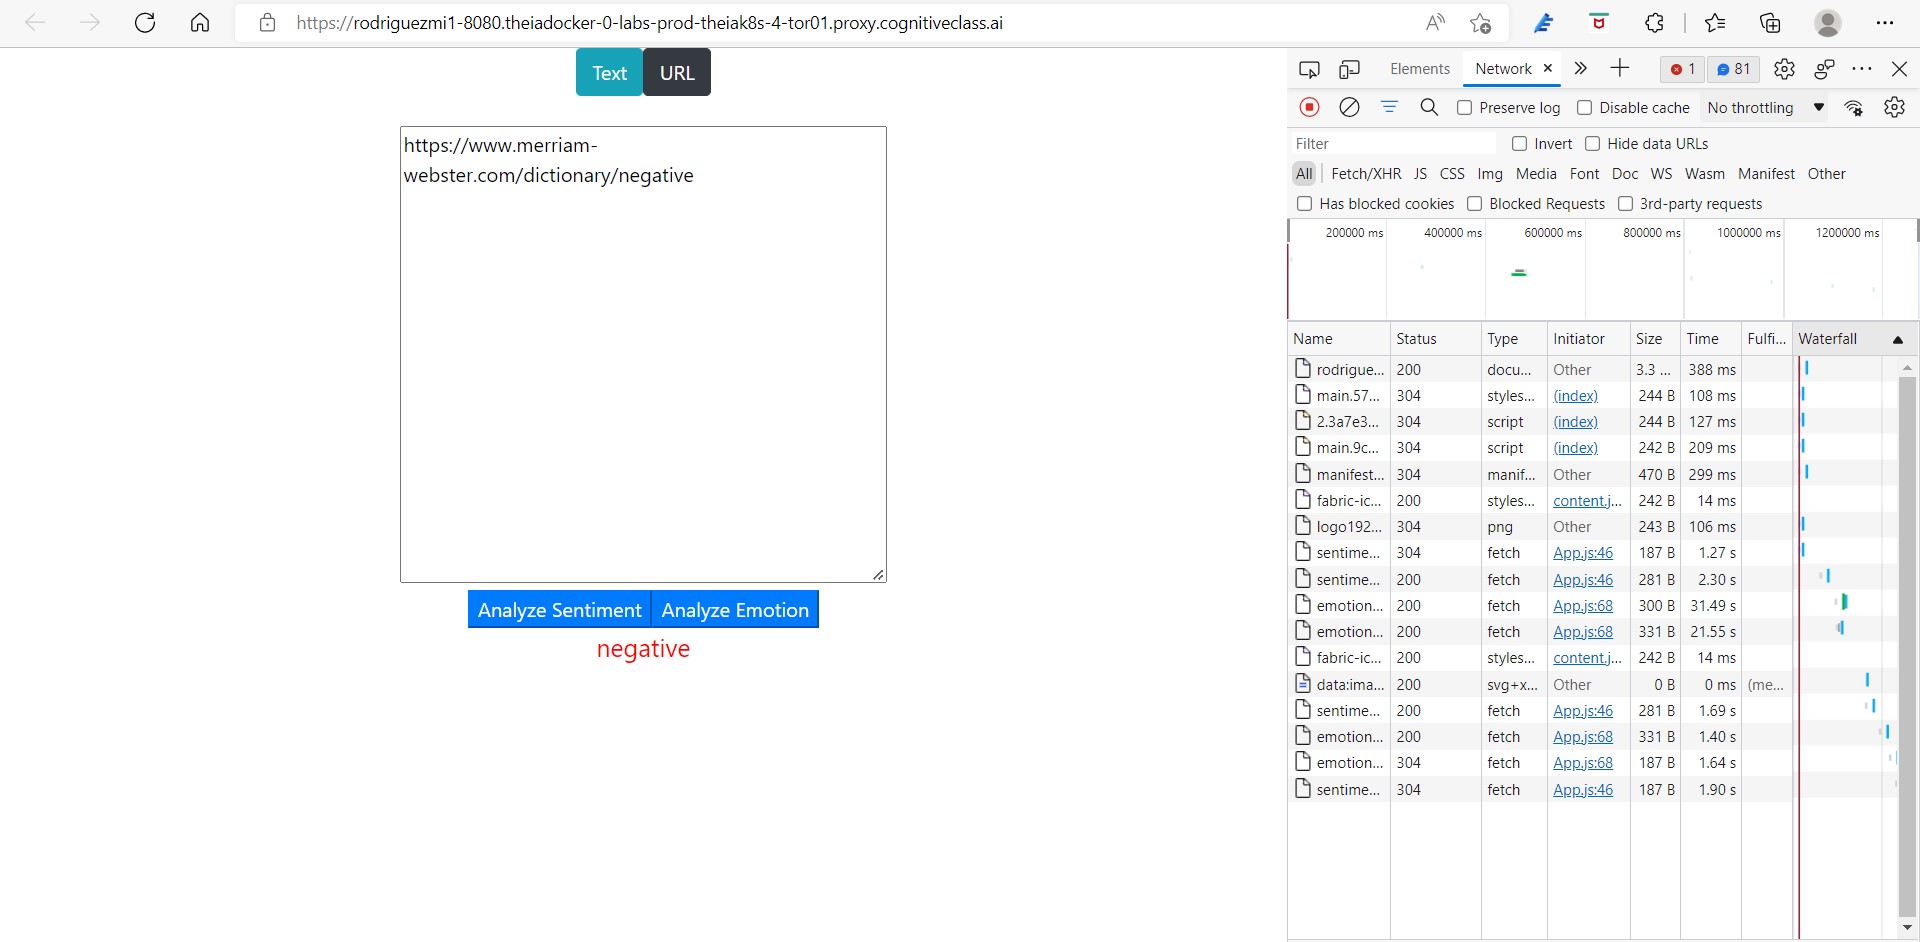 https://rodriguezmi1-8080.theiadocker-0-labs-prod-theiak8s-4-tor01.proxy.cognitiveclass.ai
Text URL
https://www.merriam-
webster.com/dictionary/negative
Analyze Sentiment Analyze Emotion
negative
Elements Network 1 81
Preserve log Disable cache No throttling
Filter Invert Hide data URLs
All Fetch/XHR JS CSS Img Media Font Doc WS Wasm Manifest Other
Has blocked cookies Blocked Requests 3rd-party requests
200000 ms 400000 ms 600000 ms 800000 ms 1000000 ms 1200000 ms
Name Status Type Initiator Size Time Fulfi... Waterfall
rodrigue... 200 docu... Other 3.3 ... 388 ms
main.57... 304 styles... (index) 244 B 108 ms
2.3a7e3... 304 script (index) 244 B 127 ms
main.9c... 304 script (index) 242 B 209 ms
manifest... 304 manif... Other 470 B 299 ms
fabric-ic... 200 styles... content.j... 242 B 14 ms
logo192... 304 png Other 243 B 106 ms
sentime... 304 fetch App.js:46 187 B 1.27 s
sentime... 200 fetch App.js:46 281 B 2.30 s
emotion... 200 fetch App.js:68 300 B 31.49 s
emotion... 200 fetch App.js:68 331 B 21.55 s
fabric-ic... 200 styles... content.j... 242 B 14 ms
data:ima... 200 svg+x... Other 0 B 0 ms (me...
sentime... 200 fetch App.js:46 281 B 1.69 s
emotion... 200 fetch App.js:68 331 B 1.40 s
emotion... 304 fetch App.js:68 187 B 1.64 s
sentime... 304 fetch App.js:46 187 B 1.90 s